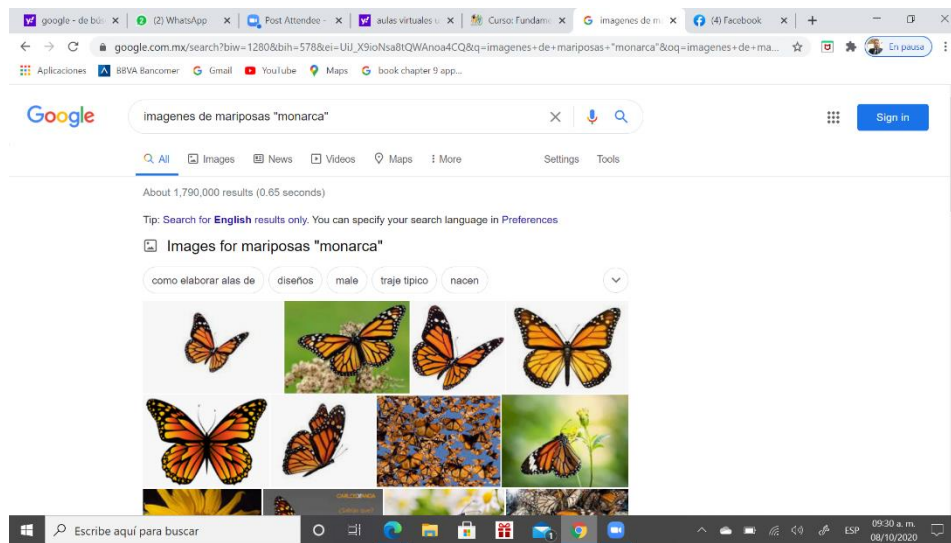 google - de bús
(2) WhatsApp
Post Attendee -
aulas virtuales u
Curso: Fundame
imagenes de m
(4) Facebook
google.com.mx/search?biw=1280&bih=578&ei=UiJ_X9ioNsa8tQWAnoa4CQ&q=imagenes+de+mariposas+"monarca"&oq=imagenes+de+ma...
En pausa
Aplicaciones
BBVA Bancomer
Gmail
YouTube
Maps
book chapter 9 app...
Google
imagenes de mariposas "monarca"
Sign in
All Images News Videos Maps More Settings Tools
About 1,790,000 results (0.65 seconds)
Tip: Search for English results only. You can specify your search language in Preferences
Images for mariposas "monarca"
como elaborar alas de
diseños
male
traje tipico
nacen
Escribe aquí para buscar
ESP
09:30 a. m.
08/10/2020